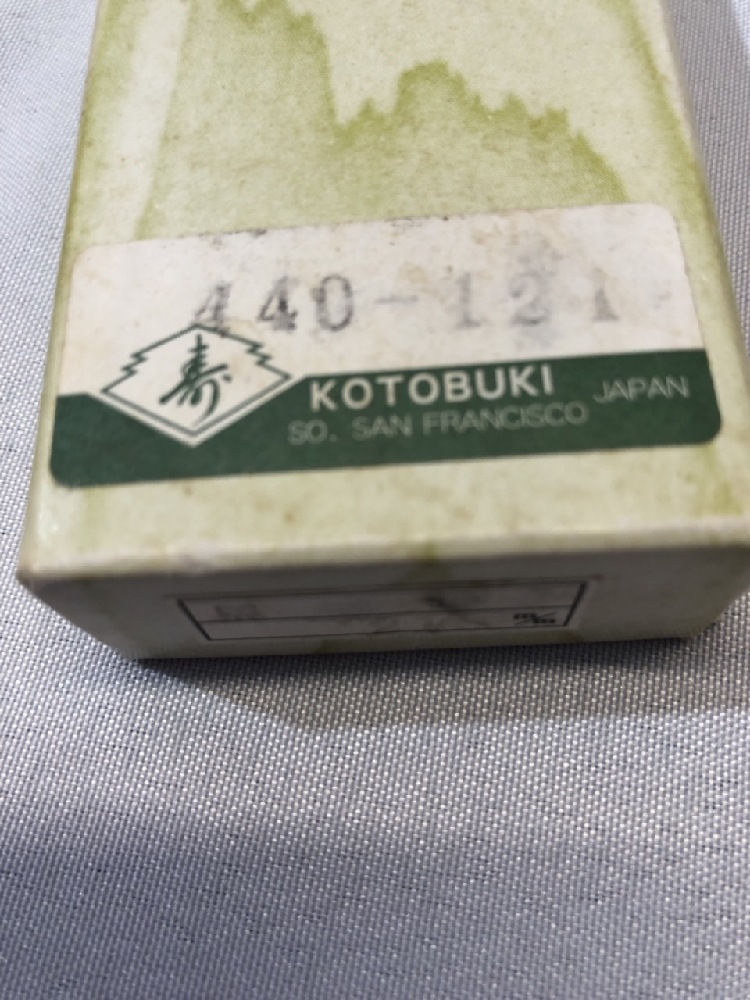 440-121
寿
KOTOBUKI JAPAN
SO. SAN FRANCISCO
m/m